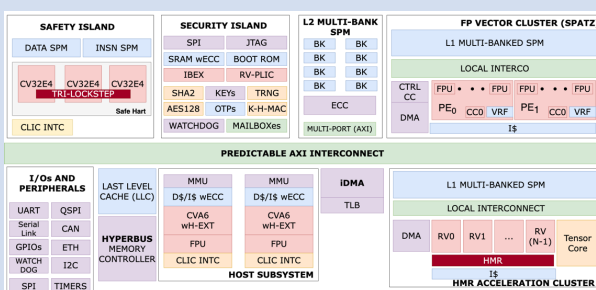 SAFETY ISLAND
DATA SPM
INSN SPM
CV32E4
CV32E4
CV32E4
TRI-LOCKSTEP
Safe Hart
CLIC INTC
SECURITY ISLAND
SPI
JTAG
SRAM wECC
BOOT ROM
IBEX
RV-PLIC
SHA2
KEYs
TRNG
AES128
OTPs
K-H-MAC
WATCHDOG
MAILBOXes
L2 MULTI-BANK
SPM
BK
BK
BK
BK
BK
BK
BK
BK
ECC
MULTI-PORT (AXI)
FP VECTOR CLUSTER (SPATZ
L1 MULTI-BANKED SPM
LOCAL INTERCO
CTRL
CC
DMA
FPU • • • FPU
PE0
CC0
VRF
FPU • • • FPU
PE1
CC0
VRF
I$
PREDICTABLE AXI INTERCONNECT
I/Os AND
PERIPHERALS
UART
QSPI
Serial
Link
CAN
GPIOs
ETH
WATCH
DOG
I2C
SPI
TIMERS
LAST LEVEL
CACHE (LLC)
HYPERBUS
MEMORY
CONTROLLER
MMU
D$/I$ wECC
CVA6
wH-EXT
FPU
CLIC INTC
MMU
D$/I$ wECC
CVA6
wH-EXT
FPU
CLIC INTC
HOST SUBSYSTEM
iDMA
TLB
L1 MULTI-BANKED SPM
LOCAL INTERCONNECT
DMA
RV0
RV1
...
RV
(N-1)
Tensor
Core
HMR
I$
HMR ACCELERATION CLUSTER